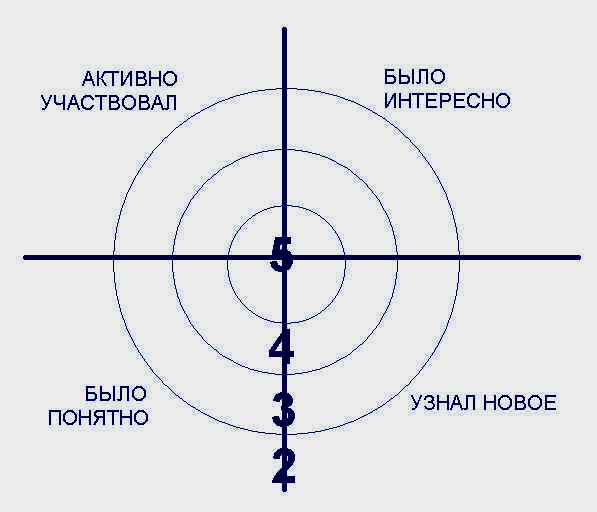 АКТИВНО
УЧАСТВОВАЛ
БЫЛО
ИНТЕРЕСНО
5
4
3
2
БЫЛО
ПОНЯТНО
УЗНАЛ НОВОЕ